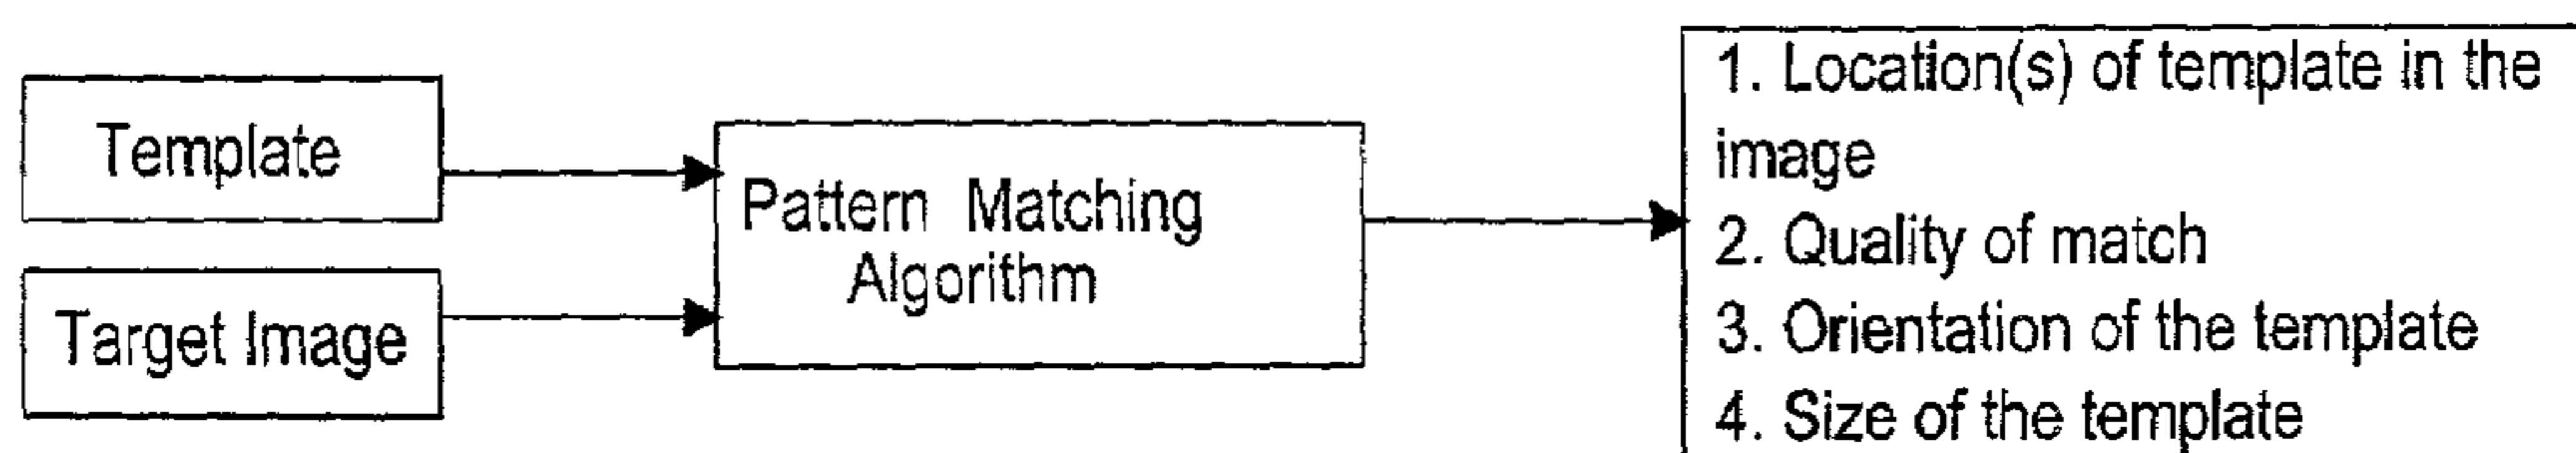 Template
Target Image
Pattern Matching
Algorithm
1. Location(s) of template in the
image
2. Quality of match
3. Orientation of the template
4. Size of the template